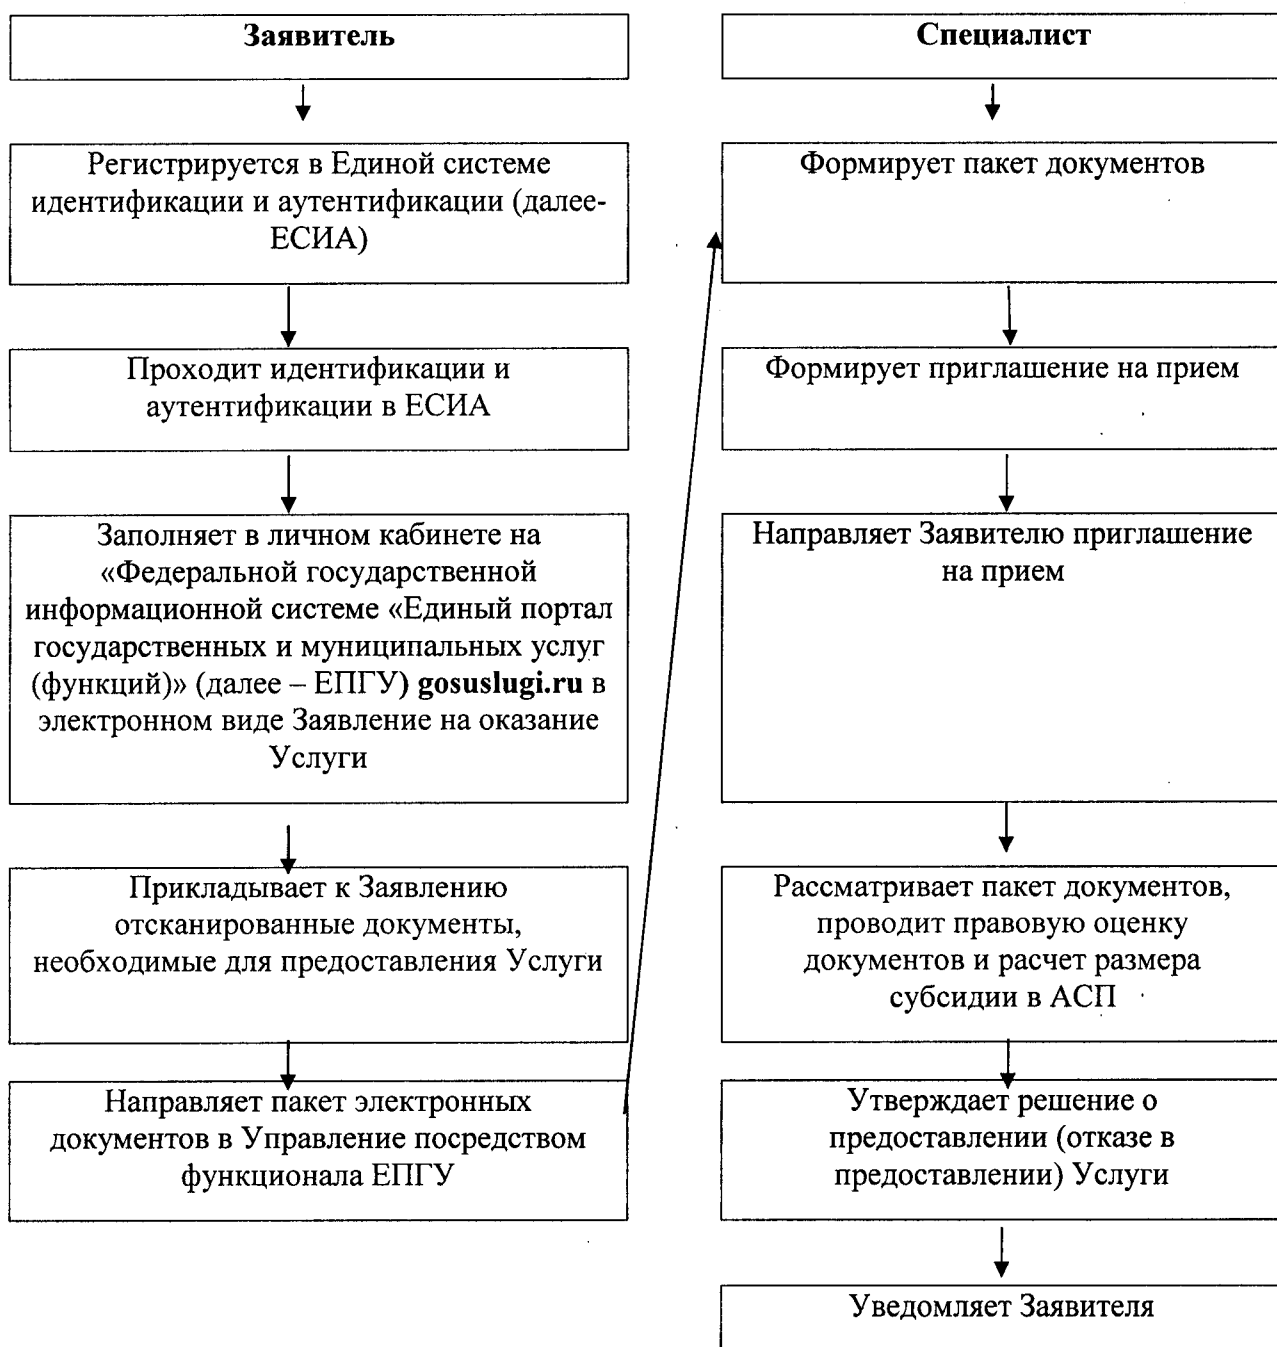 Заявитель
Регистрируется в Единой системе
идентификации и аутентификации (далее-
ЕСИА)
Проходит идентификации и
аутентификации в ЕСИА
Заполняет в личном кабинете на
«Федеральной государственной
информационной системе «Единый портал
государственных и муниципальных услуг
(функций)» (далее – ЕПГУ) gosuslugi.ru в
электронном виде Заявление на оказание
Услуги
Прикладывает к Заявлению
отсканированные документы,
необходимые для предоставления Услуги
Направляет пакет электронных
документов в Управление посредством
функционала ЕПГУ
Специалист
Формирует пакет документов
Формирует приглашение на прием
Направляет Заявителю приглашение
на прием
Рассматривает пакет документов,
проводит правовую оценку
документов и расчет размера
субсидии в АСП
Утверждает решение о
предоставлении (отказе в
предоставлении) Услуги
Уведомляет Заявителя